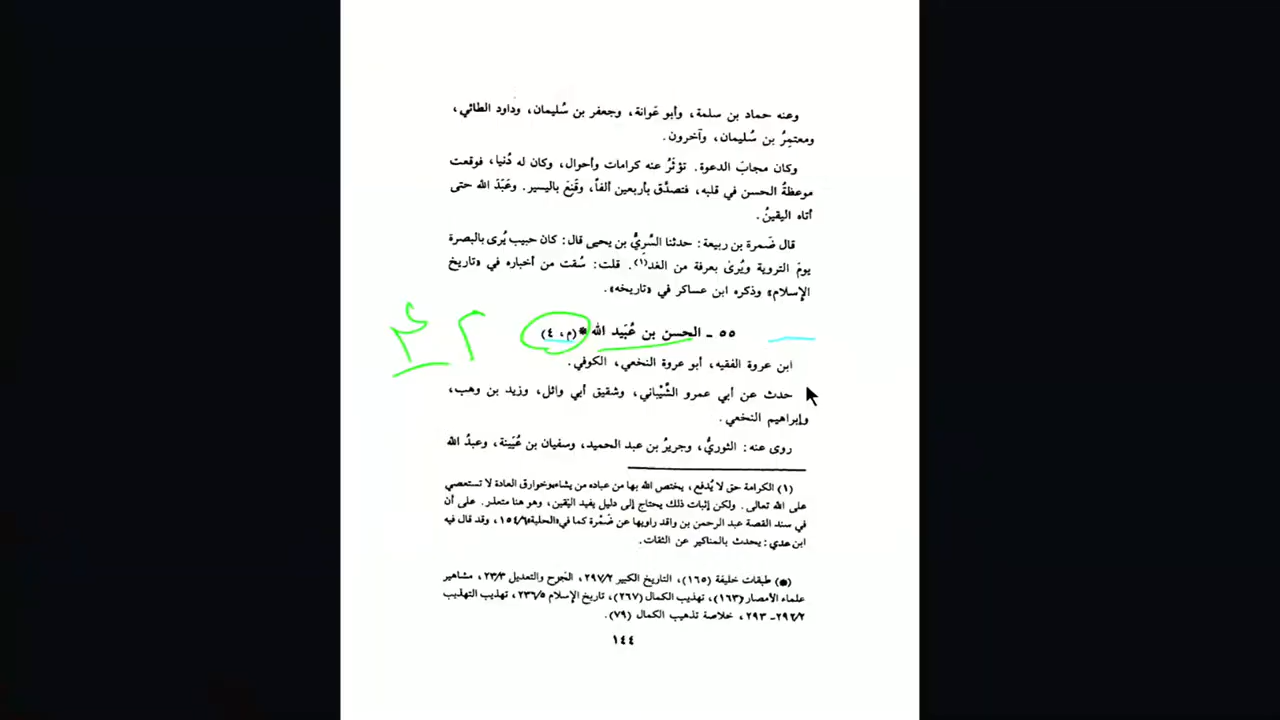 وعنه حماد بن سلمة، وأبو عَوانة، وجعفر بن سُليمان، وداود الطائي،
ومعتمِرُ بن سُليمان، وآخرون.
وكان مجابَ الدعوة. تؤثَرُ عنه كرامات وأحوال، وكان له دُنيا، فوقعت
موعظةُ الحسن في قلبه، فتصدَّق بأربعين ألفاً، وقَنِعَ باليسير. وعَبَدَ الله حتى
أتاه اليقينُ.
قال ضَمرة بن ربيعة: حدثنا السَّرِيُّ بن يحيى قال: كان حبيب يُرى بالبصرة
يومَ التروية ويُرىٰ بعرفة من الغد(١). قلت: سُقت من أخباره في «تاريخ
الإسلام» وذكره ابن عساكر في «تاريخه».
٥٥ ـ الحسن بن عُبَيد الله *(م، ٤)
م ٤
ابن عروة الفقيه، أبو عروة النخعي، الكوفي.
حدث عن أبي عمرو الشَّيْباني، وشقيق أبي وائل، وزيد بن وهب،
وإبراهيم النخعي.
روى عنه: الثوريُّ، وجريرُ بن عبد الحميد، وسفيان بن عُيَينة، وعبدُ الله
(١) الكرامة حق لا يُدفع، يختص الله بها من عباده من يشاء، وخوارق العادة لا تستعصي
على الله تعالى. ولكن إثبات ذلك يحتاج إلى دليل يفيد اليَقين، وهو هنا متعذر. على أن
في سند القصة عبد الرحمن بن واقد راويها عن ضَمْرة كما في «الحلية» ١٥٤/٦، وقد قال فيه
ابن عدي: يحدث بالمناكير عن الثقات.
(*) طبقات خليفة (١٦٥)، التاريخ الكبير ٢٩٧/٢، الجَرح والتعديل ٢٣/٣، مشاهير
علماء الأمصار (١٦٣)، تهذيب الكمال (٢٦٧)، تاريخ الإسلام ٢٣٦/٥، تهذيب التهذيب
٢٩٢/٢ـ ٢٩٣، خلاصة تذهيب الكمال (٧٩).
١٤٤